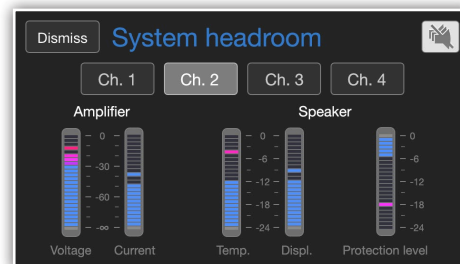 Dismiss System headroom
Ch. 1 Ch. 2 Ch. 3 Ch. 4
Amplifier Speaker
0 0 0
-30 -6 -6
-12 -12
-60 -18 -18
-∞ -24 -24
Voltage Current Temp. Displ. Protection level